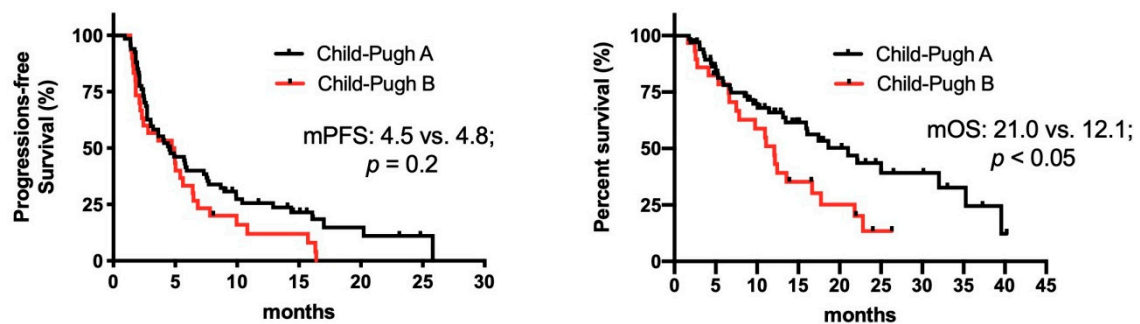 Progressions-free
Survival (%)
100
75
50
25
0
0 5 10 15 20 25 30
months
Child-Pugh A
Child-Pugh B
mPFS: 4.5 vs. 4.8;
p = 0.2
Percent survival (%)
100
75
50
25
0
0 5 10 15 20 25 30 35 40 45
months
Child-Pugh A
Child-Pugh B
mOS: 21.0 vs. 12.1;
p < 0.05